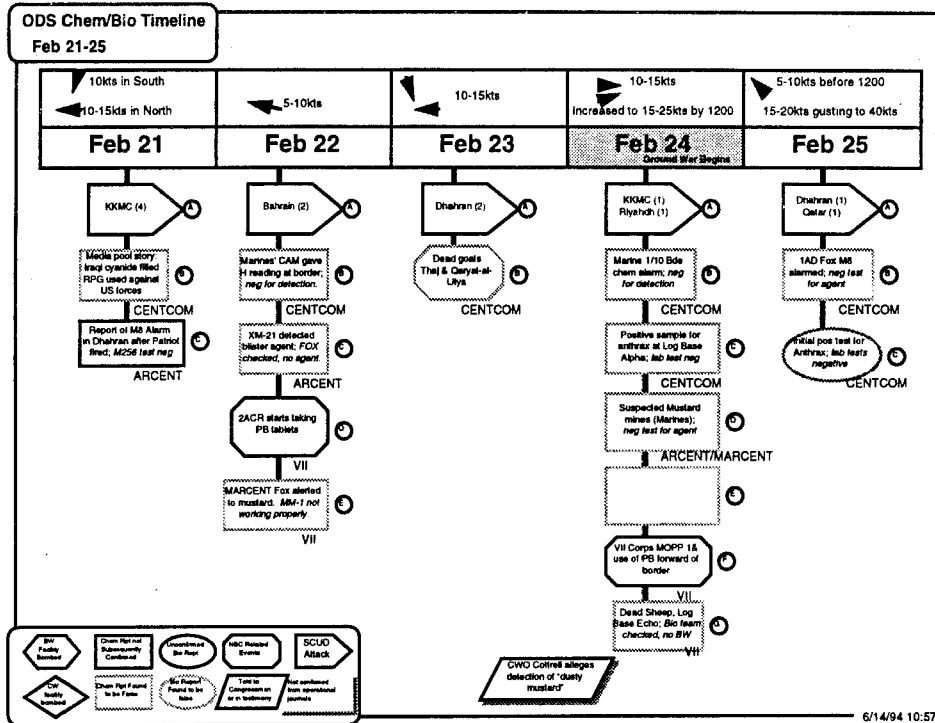 ODS Chem/Bio Timeline
Feb 21-25
10kts in South
10-15kts in North
5-10kts
10-15kts
10-15kts
Increased to 15-25kts by 1200
5-10kts before 1200
15-20kts gusting to 40kts
Feb 21
Feb 22
Feb 23
Feb 24
Ground War Begins
Feb 25
KKMC (4)
A
Media pool story:
Iraqi cyanide filled
RPG used against
US forces
B
CENTCOM
Report of M8 Alarm
in Dhahran after Patriot
fired; M256 test neg
C
ARCENT
Bahrain (2)
A
Marines' CAM gave
H reading at border;
neg for detection.
B
CENTCOM
XM-21 detected
blister agent; FOX
checked, no agent.
C
ARCENT
2ACR starts taking
PB tablets
D
VII
MARCENT Fox alerted
to mustard. MM-1 not
working properly
E
VII
Dhahran (2)
A
Dead goats
Thaj & Qaryat-al-
Uliya
B
CENTCOM
KKMC (1)
Riyahdh (1)
A
Marine 1/10 Bde
chem alarm; neg
for detection
B
CENTCOM
Positive sample for
anthrax at Log Base
Alpha; lab test neg
C
CENTCOM
Suspected Mustard
mines (Marines);
neg test for agent
D
ARCENT/MARCENT
E
VII Corps MOPP 1&
use of PB forward of
border
F
VII
Dead Sheep, Log
Base Echo; Bio team
checked, no BW
G
VII
Dhahran (1)
Qatar (1)
A
1AD Fox M8
alarmed; neg test
for agent
B
CENTCOM
Initial pos test for
Anthrax; lab tests
negative
C
CENTCOM
CWO Cottrell alleges
detection of "dusty
mustard"
BW
Facility
Bombed
Chem Rpt not
Subsequently
Confirmed
Unconfirmed
Bio Rept
NBC Related
Events
SCUD
Attack
CW
facility
bombed
Chem Rpt Found
to be False
Bio Report
Found to be
false
Told to
Congressman
or in testimony
Not confirmed
from operational
journals
6/14/94 10:57